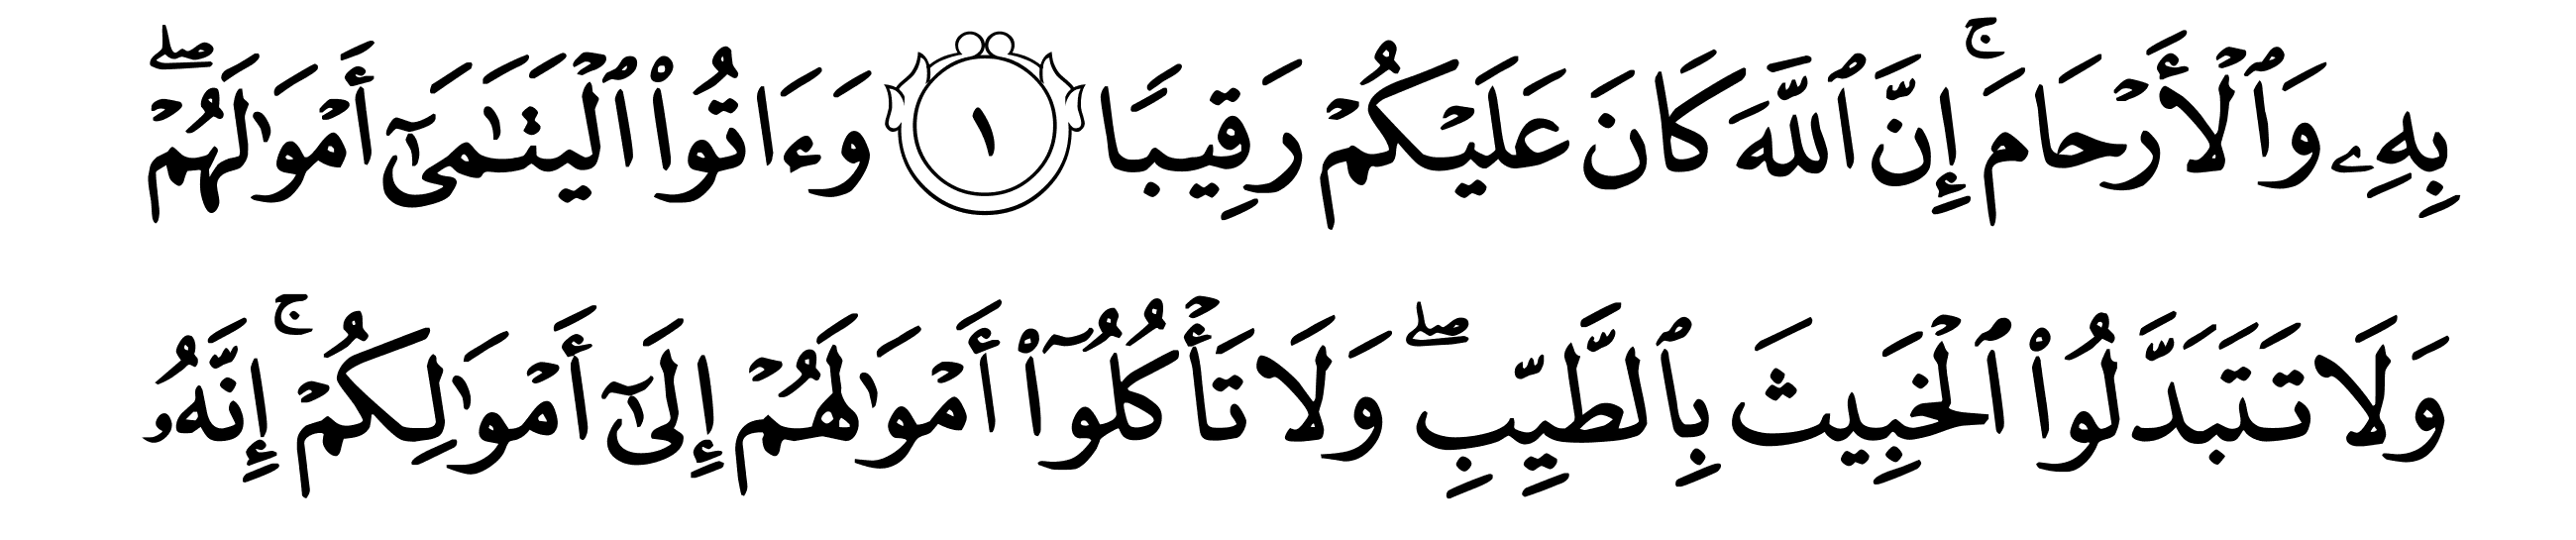 بِهِۦ وَٱلۡأَرۡحَامَۚ إِنَّ ٱللَّهَ كَانَ عَلَيۡكُمۡ رَقِيبٗا ١ وَءَاتُواْ ٱلۡيَتَٰمَىٰٓ أَمۡوَٰلَهُمۡۖ
وَلَا تَتَبَدَّلُواْ ٱلۡخَبِيثَ بِٱلطَّيِّبِۖ وَلَا تَأۡكُلُوٓاْ أَمۡوَٰلَهُمۡ إِلَىٰٓ أَمۡوَٰلِكُمۡۚ إِنَّهُۥ